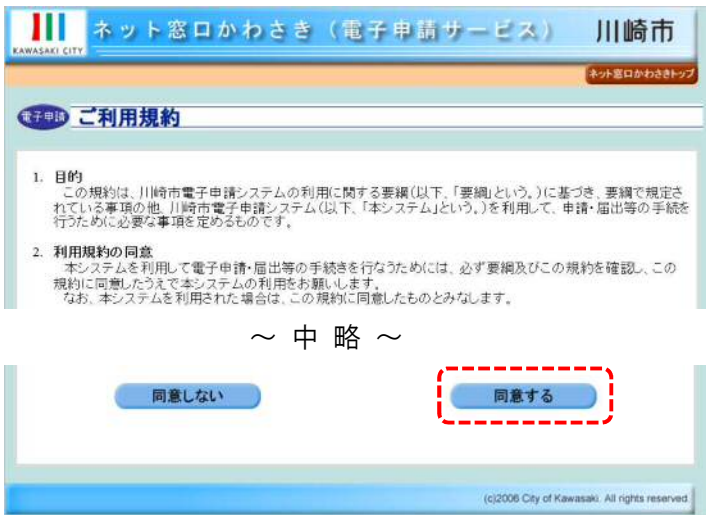 KAWASAKI CITY
ネット窓口かわさき（電子申請サービス）
川崎市
ネット窓口かわさきトップ
電子申請 ご利用規約
1. 目的
この規約は、川崎市電子申請システムの利用に関する要綱(以下、「要綱」という。)に基づき、要綱で規定さ
れている事項の他、川崎市電子申請システム(以下、「本システム」という。)を利用して、申請・届出等の手続を
行うために必要な事項を定めるものです。
2. 利用規約の同意
本システムを利用して電子申請・届出等の手続きを行なうためには、必ず要綱及びこの規約を確認し、この
規約に同意したうえで本システムの利用をお願いします。
なお、本システムを利用された場合は、この規約に同意したものとみなします。
～ 中 略 ～
同意しない
同意する
(c)2006 City of Kawasaki. All rights reserved.